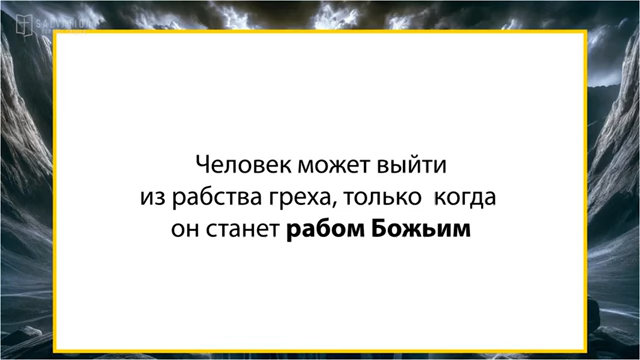 Человек может выйти
из рабства греха, только когда
он станет рабом Божьим